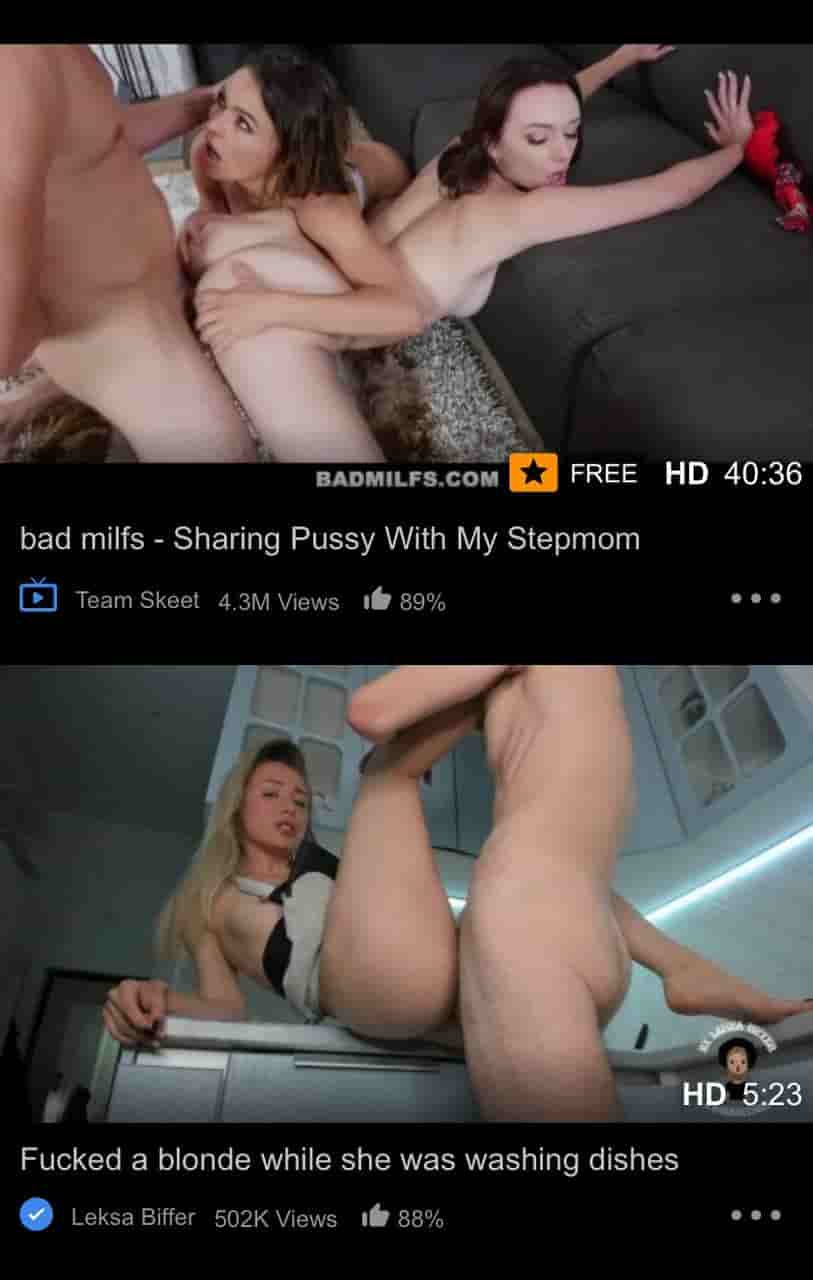 BADMILFS.COM ★ FREE HD 40:36
bad milfs - Sharing Pussy With My Stepmom
Team Skeet 4.3M Views 89%
HD 5:23
Fucked a blonde while she was washing dishes
Leksa Biffer 502K Views 88%